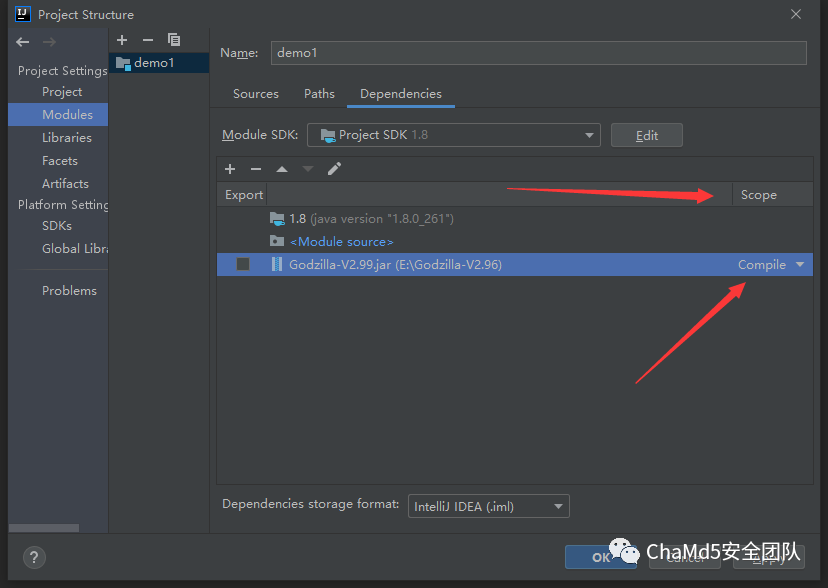 Project Structure
Project Settings
Project
Modules
Libraries
Facets
Artifacts
Platform Setting
SDKs
Global Libra
Problems
demo1
Name: demo1
Sources Paths Dependencies
Module SDK: Project SDK 1.8 Edit
Export Scope
1.8 (java version "1.8.0_261")
<Module source>
Godzilla-V2.99.jar (E:\Godzilla-V2.96) Compile
Dependencies storage format: IntelliJ IDEA (.iml)
? OK Cancel Apply
ChaMd5安全团队